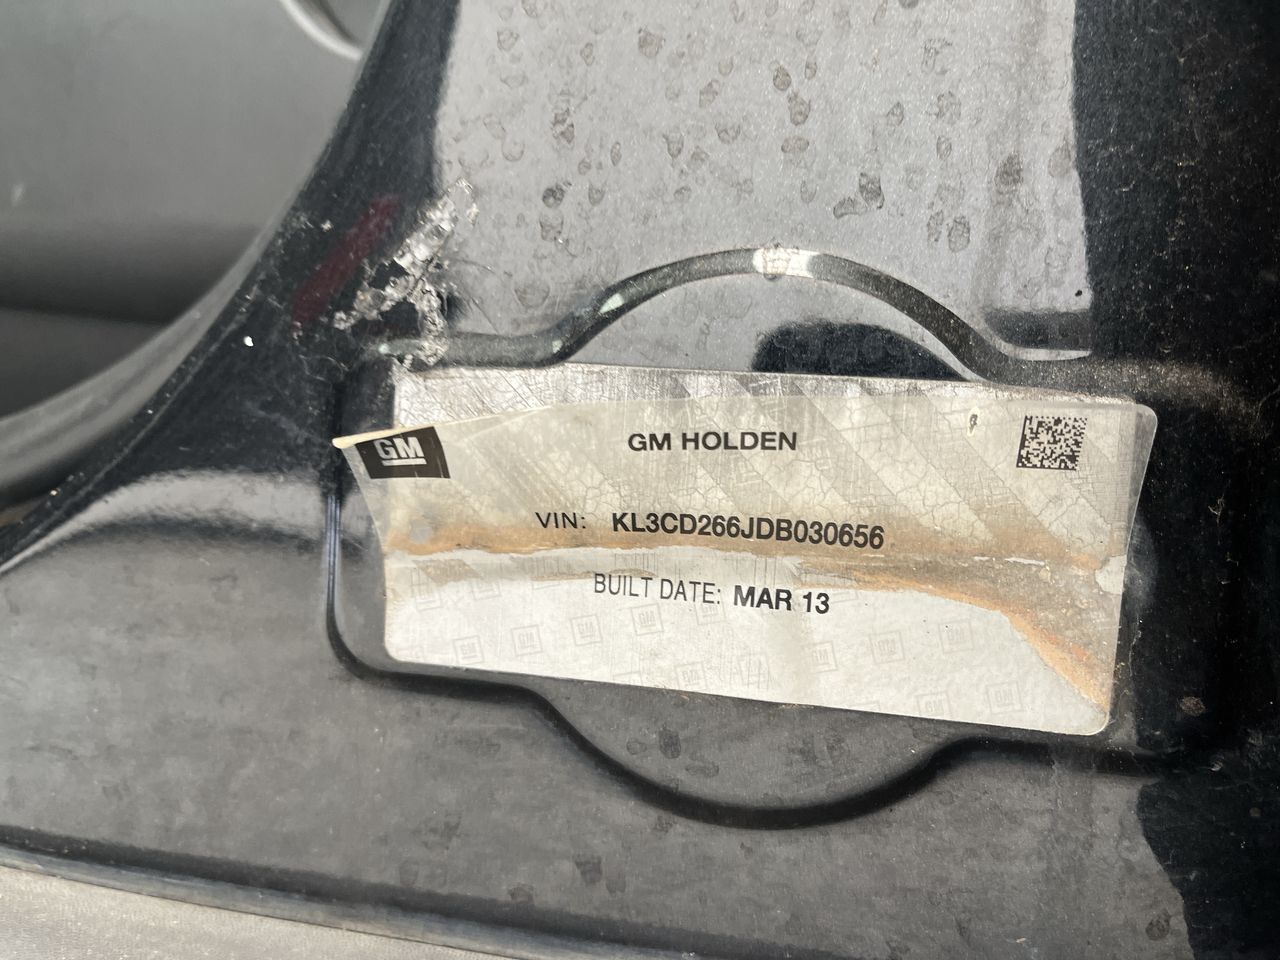 GM
GM HOLDEN
VIN: KL3CD266JDB030656
BUILT DATE: MAR 13